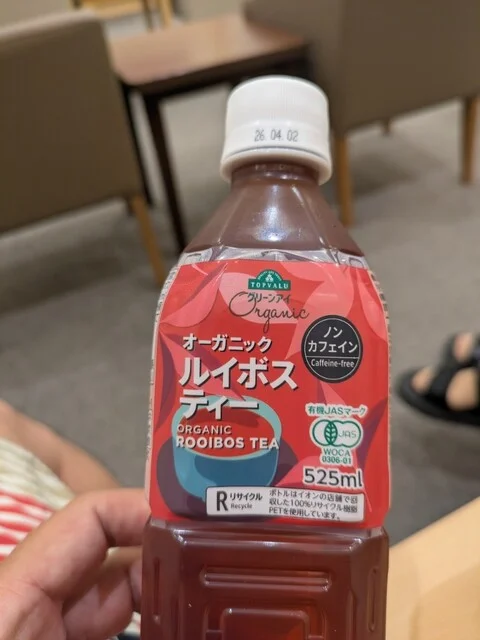 26.04.02
TOPVALU
グリーンアイ
Organic
オーガニック
ルイボス
ティー
ORGANIC
ROOIBOS TEA
ノン
カフェイン
Caffeine-free
有機JASマーク
JAS
WOCA
0306-01
525ml
R リサイクル
Recycle
ボトルはイオンの店舗で回
収した100%リサイクル樹脂
PETを使用しています。